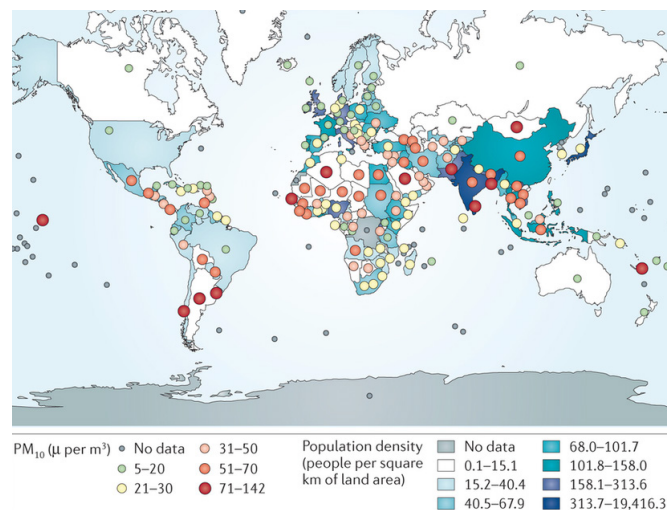 PM10 (μ per m3)
No data
5–20
21–30
31–50
51–70
71–142
Population density
(people per square
km of land area)
No data
0.1–15.1
15.2–40.4
40.5–67.9
68.0–101.7
101.8–158.0
158.1–313.6
313.7–19,416.3